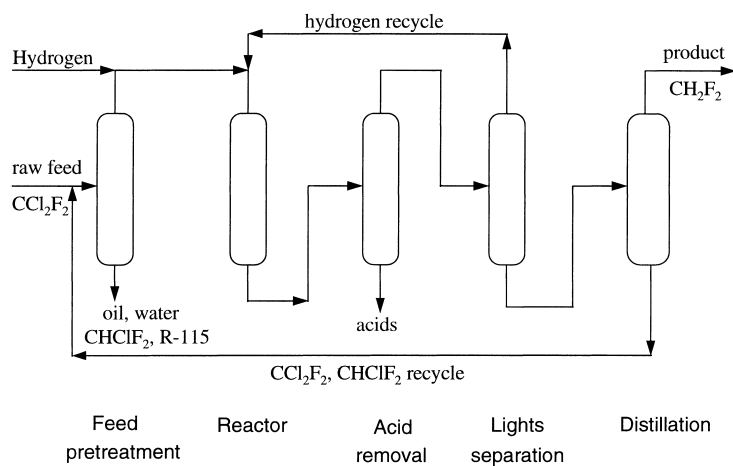 hydrogen recycle
Hydrogen
product
CH₂F₂
raw feed
CCl₂F₂
oil, water
CHClF₂, R-115
acids
CCl₂F₂, CHClF₂ recycle
Feed
pretreatment
Reactor
Acid
removal
Lights
separation
Distillation